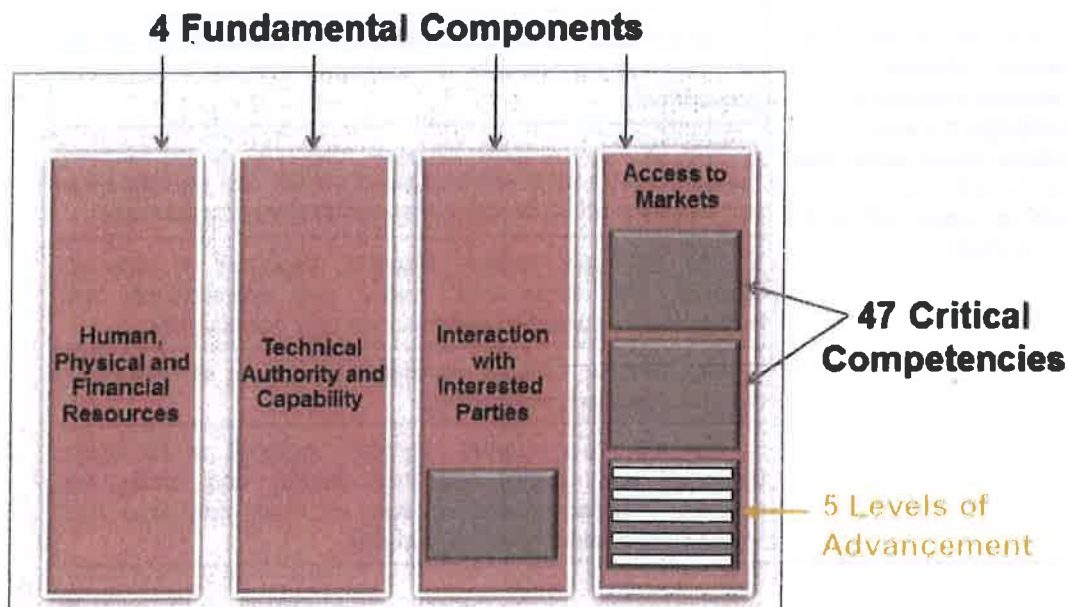 4 Fundamental Components
Human,
Physical and
Financial
Resources
Technical
Authority and
Capability
Interaction
with
Interested
Parties
Access to
Markets
47 Critical
Competencies
5 Levels of
Advancement